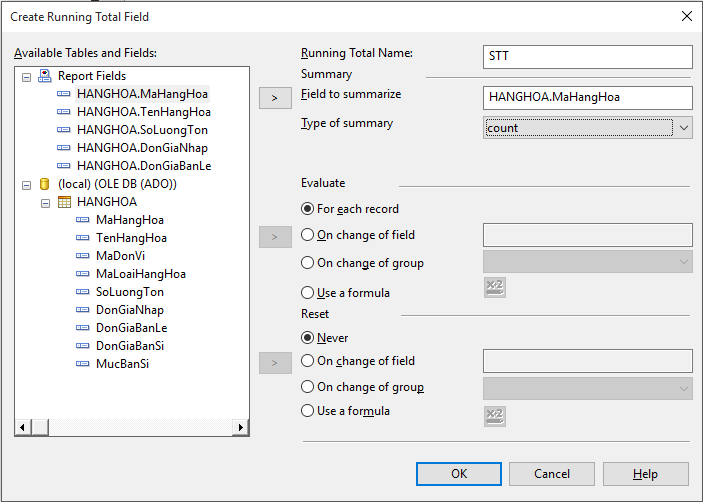 Create Running Total Field
Available Tables and Fields:
Report Fields
HANGHOA.MaHangHoa
HANGHOA.TenHangHoa
HANGHOA.SoLuongTon
HANGHOA.DonGiaNhap
HANGHOA.DonGiaBanLe
(local) (OLE DB (ADO))
HANGHOA
MaHangHoa
TenHangHoa
MaDonVi
MaLoaiHangHoa
SoLuongTon
DonGiaNhap
DonGiaBanLe
DonGiaBanSi
MucBanSi
Running Total Name: STT
Summary
> Field to summarize HANGHOA.MaHangHoa
Type of summary count
Evaluate
For each record
> On change of field
On change of group
Use a formula x·2
Reset
Never
> On change of field
On change of group
Use a formula x·2
OK Cancel Help